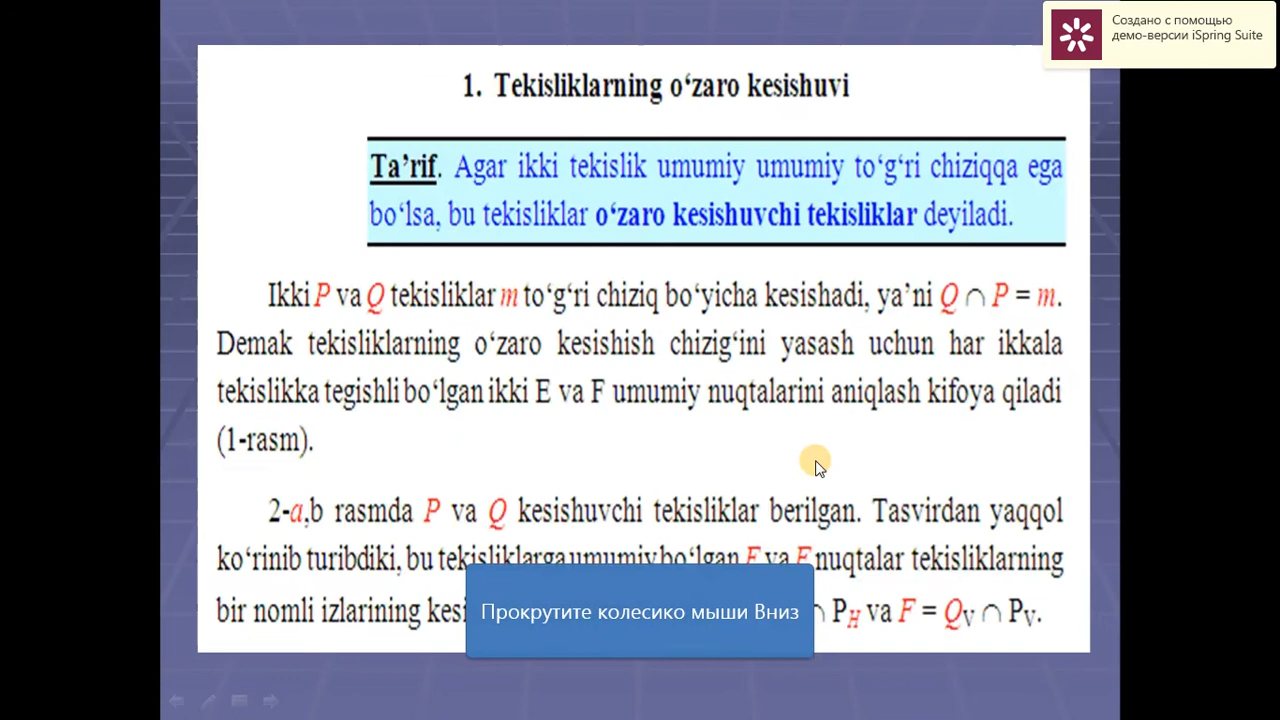 Создано с помощью
демо-версии iSpring Suite
1. Tekisliklarning o‘zaro kesishuvi
Ta’rif. Agar ikki tekislik umumiy umumiy to‘g‘ri chiziqqa ega
bo‘lsa, bu tekisliklar o‘zaro kesishuvchi tekisliklar deyiladi.
Ikki P va Q tekisliklar m to‘g‘ri chiziq bo‘yicha kesishadi, ya’ni Q ∩ P = m.
Demak tekisliklarning o‘zaro kesishish chizig‘ini yasash uchun har ikkala
tekislikka tegishli bo‘lgan ikki E va F umumiy nuqtalarini aniqlash kifoya qiladi
(1-rasm).
2-a,b rasmda P va Q kesishuvchi tekisliklar berilgan. Tasvirdan yaqqol
ko‘rinib turibdiki, bu tekisliklarga umumiy bo‘lgan E va F nuqtalar tekisliklarning
bir nomli izlarining kesi ∩ PH va F = QV ∩ PV.
Прокрутите колесико мыши Вниз